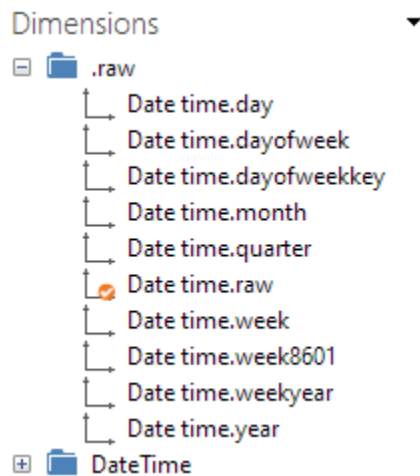 Dimensions
.raw
Date time.day
Date time.dayofweek
Date time.dayofweekkey
Date time.month
Date time.quarter
Date time.raw
Date time.week
Date time.week8601
Date time.weekyear
Date time.year
DateTime